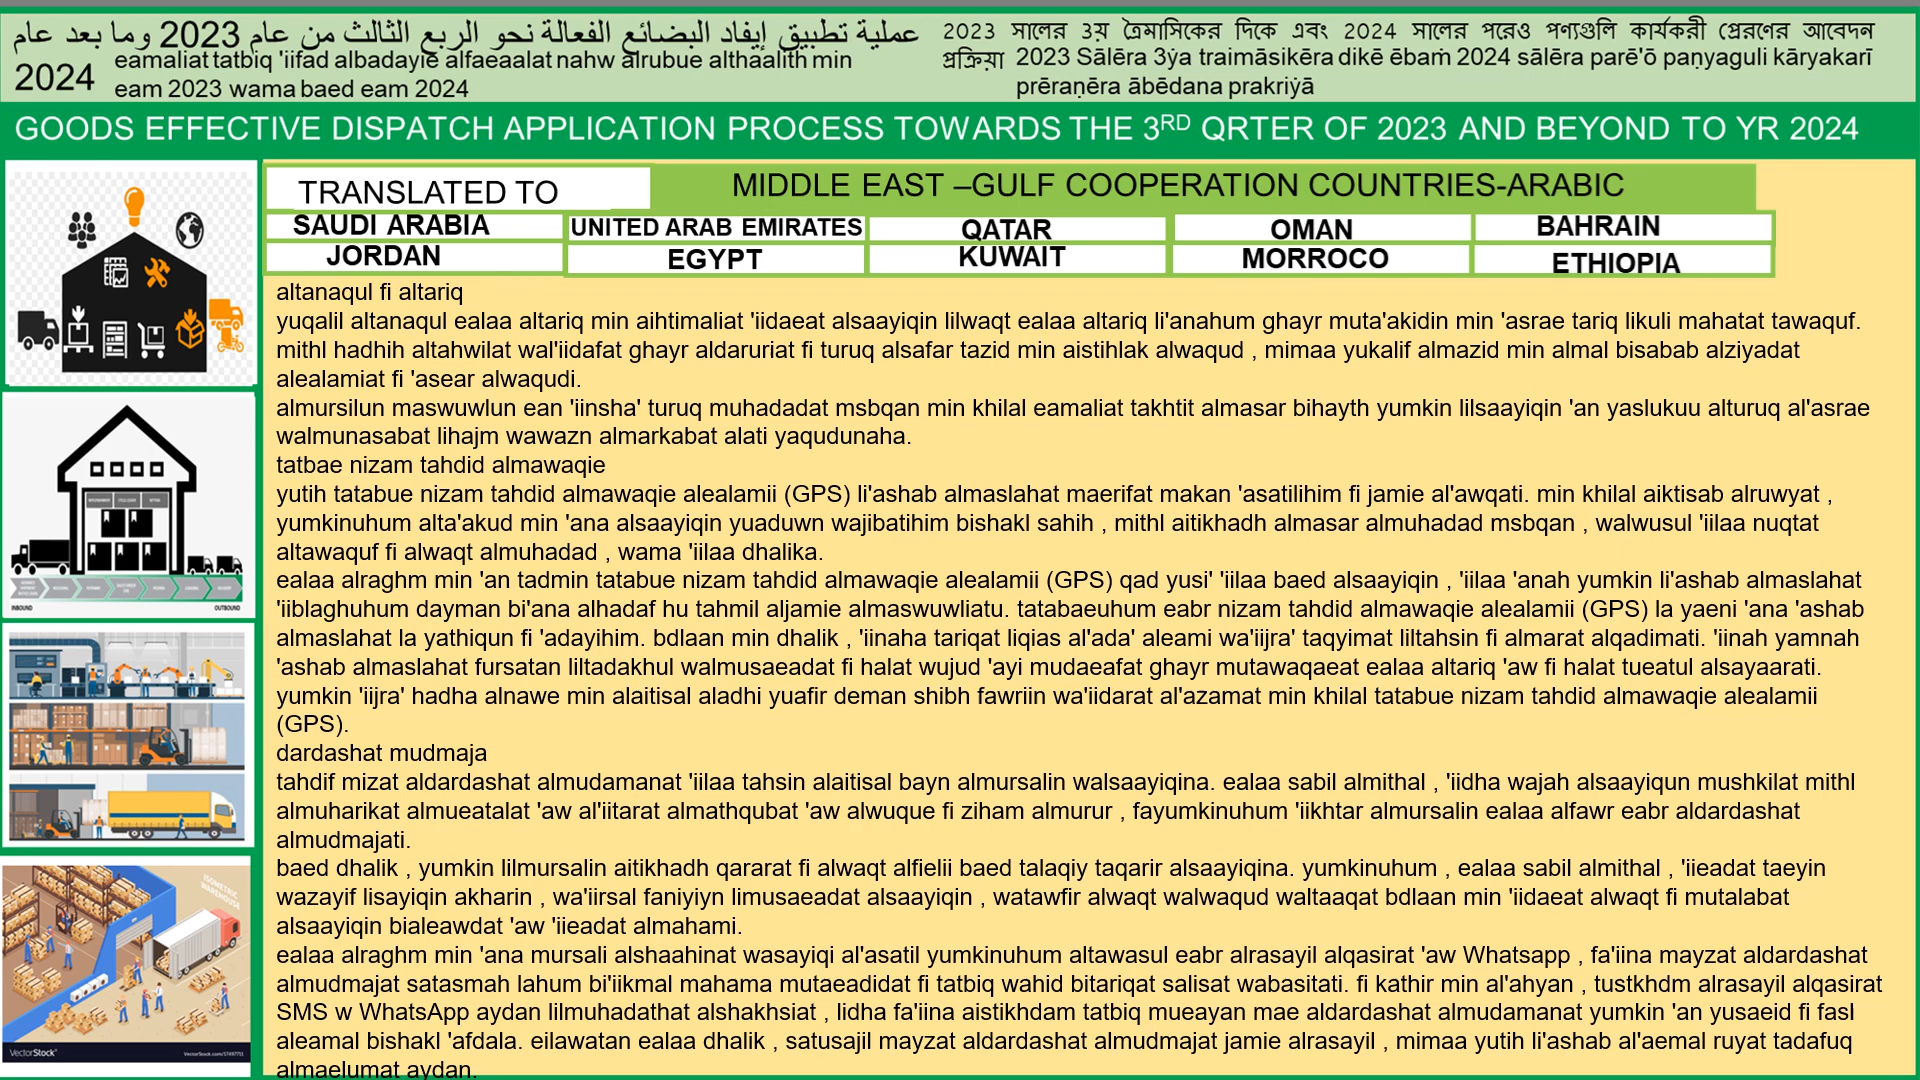 عملية تطبيق إيفاد البضائع الفعالة نحو الربع الثالث من عام 2023 وما بعد عام
2024
eamaliat tatbiq 'iifad albadayie alfaeaalat nahw alrubue althaalith min
eam 2023 wama baed eam 2024
2023 সালের 3য় ত্রৈমাসিকের দিকে এবং 2024 সালের পরেও পণ্যগুলি কার্যকরী প্রেরণের আবেদন
প্রক্রিয়া
2023 Sālēra 3ẏa traimāsikēra dikē ēbaṁ 2024 sālēra parē'ō paṇyaguli kāryakarī
prēraṇēra ābēdana prakriẏā
GOODS EFFECTIVE DISPATCH APPLICATION PROCESS TOWARDS THE 3RD QRTER OF 2023 AND BEYOND TO YR 2024
TRANSLATED TO
MIDDLE EAST –GULF COOPERATION COUNTRIES-ARABIC
SAUDI ARABIA
UNITED ARAB EMIRATES
QATAR
OMAN
BAHRAIN
JORDAN
EGYPT
KUWAIT
MORROCO
ETHIOPIA
altanaqul fi altariq
yuqalil altanaqul ealaa altariq min aihtimaliat 'iidaeat alsaayiqin lilwaqt ealaa altariq li'anahum ghayr muta'akidin min 'asrae tariq likuli mahatat tawaquf.
mithl hadhih altahwilat wal'iidafat ghayr aldaruriat fi turuq alsafar tazid min aistihlak alwaqud , mimaa yukalif almazid min almal bisabab alziyadat
alealamiat fi 'asear alwaqudi.
almursilun maswuwlun ean 'iinsha' turuq muhadadat msbqan min khilal eamaliat takhtit almasar bihayth yumkin lilsaayiqin 'an yaslukuu alturuq al'asrae
walmunasabat lihajm wawazn almarkabat alati yaqudunaha.
tatbae nizam tahdid almawaqie
yutih tatabue nizam tahdid almawaqie alealamii (GPS) li'ashab almaslahat maerifat makan 'asatilihim fi jamie al'awqati. min khilal aiktisab alruwyat ,
yumkinuhum alta'akud min 'ana alsaayiqin yuaduwn wajibatihim bishakl sahih , mithl aitikhadh almasar almuhadad msbqan , walwusul 'iilaa nuqtat
altawaquf fi alwaqt almuhadad , wama 'iilaa dhalika.
ealaa alraghm min 'an tadmin tatabue nizam tahdid almawaqie alealamii (GPS) qad yusi' 'iilaa baed alsaayiqin , 'iilaa 'anah yumkin li'ashab almaslahat
'iiblaghuhum dayman bi'ana alhadaf hu tahmil aljamie almaswuwliatu. tatabaeuhum eabr nizam tahdid almawaqie alealamii (GPS) la yaeni 'ana 'ashab
almaslahat la yathiqun fi 'adayihim. bdlaan min dhalik , 'iinaha tariqat liqias al'ada' aleami wa'iijra' taqyimat liltahsin fi almarat alqadimati. 'iinah yamnah
'ashab almaslahat fursatan liltadakhul walmusaeadat fi halat wujud 'ayi mudaeafat ghayr mutawaqaeat ealaa altariq 'aw fi halat tueatul alsayaarati.
yumkin 'iijra' hadha alnawe min alaitisal aladhi yuafir deman shibh fawriin wa'iidarat al'azamat min khilal tatabue nizam tahdid almawaqie alealamii
(GPS).
dardashat mudmaja
tahdif mizat aldardashat almudamanat 'iilaa tahsin alaitisal bayn almursalin walsaayiqina. ealaa sabil almithal , 'iidha wajah alsaayiqun mushkilat mithl
almuharikat almueatalat 'aw al'iitarat almathqubat 'aw alwuque fi ziham almurur , fayumkinuhum 'iikhtar almursalin ealaa alfawr eabr aldardashat
almudmajati.
baed dhalik , yumkin lilmursalin aitikhadh qararat fi alwaqt alfielii baed talaqiy taqarir alsaayiqina. yumkinuhum , ealaa sabil almithal , 'iieadat taeyin
wazayif lisayiqin akharin , wa'iirsal faniyiyn limusaeadat alsaayiqin , watawfir alwaqt walwaqud waltaaqat bdlaan min 'iidaeat alwaqt fi mutalabat
alsaayiqin bialeawdat 'aw 'iieadat almahami.
ealaa alraghm min 'ana mursali alshaahinat wasayiqi al'asatil yumkinuhum altawasul eabr alrasayil alqasirat 'aw Whatsapp , fa'iina mayzat aldardashat
almudmajat satasmah lahum bi'iikmal mahama mutaeadidat fi tatbiq wahid bitariqat salisat wabasitati. fi kathir min al'ahyan , tustkhdm alrasayil alqasirat
SMS w WhatsApp aydan lilmuhadathat alshakhsiat , lidha fa'iina aistikhdam tatbiq mueayan mae aldardashat almudamanat yumkin 'an yusaeid fi fasl
aleamal bishakl 'afdala. eilawatan ealaa dhalik , satusajil mayzat aldardashat almudmajat jamie alrasayil , mimaa yutih li'ashab al'aemal ruyat tadafuq
almaelumat aydan.
INBOUND
OUTBOUND
ISOMETRIC
WAREHOUSE
VectorStock